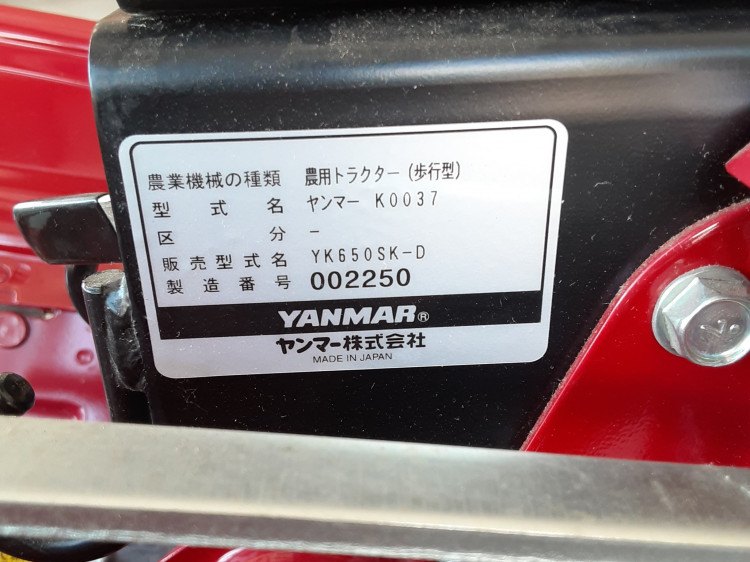 農業機械の種類 農用トラクター(歩行型)
型式名 ヤンマー K0037
区分 -
販売型式名 YK650SK-D
製造番号 002250
YANMAR®
ヤンマー株式会社
MADE IN JAPAN